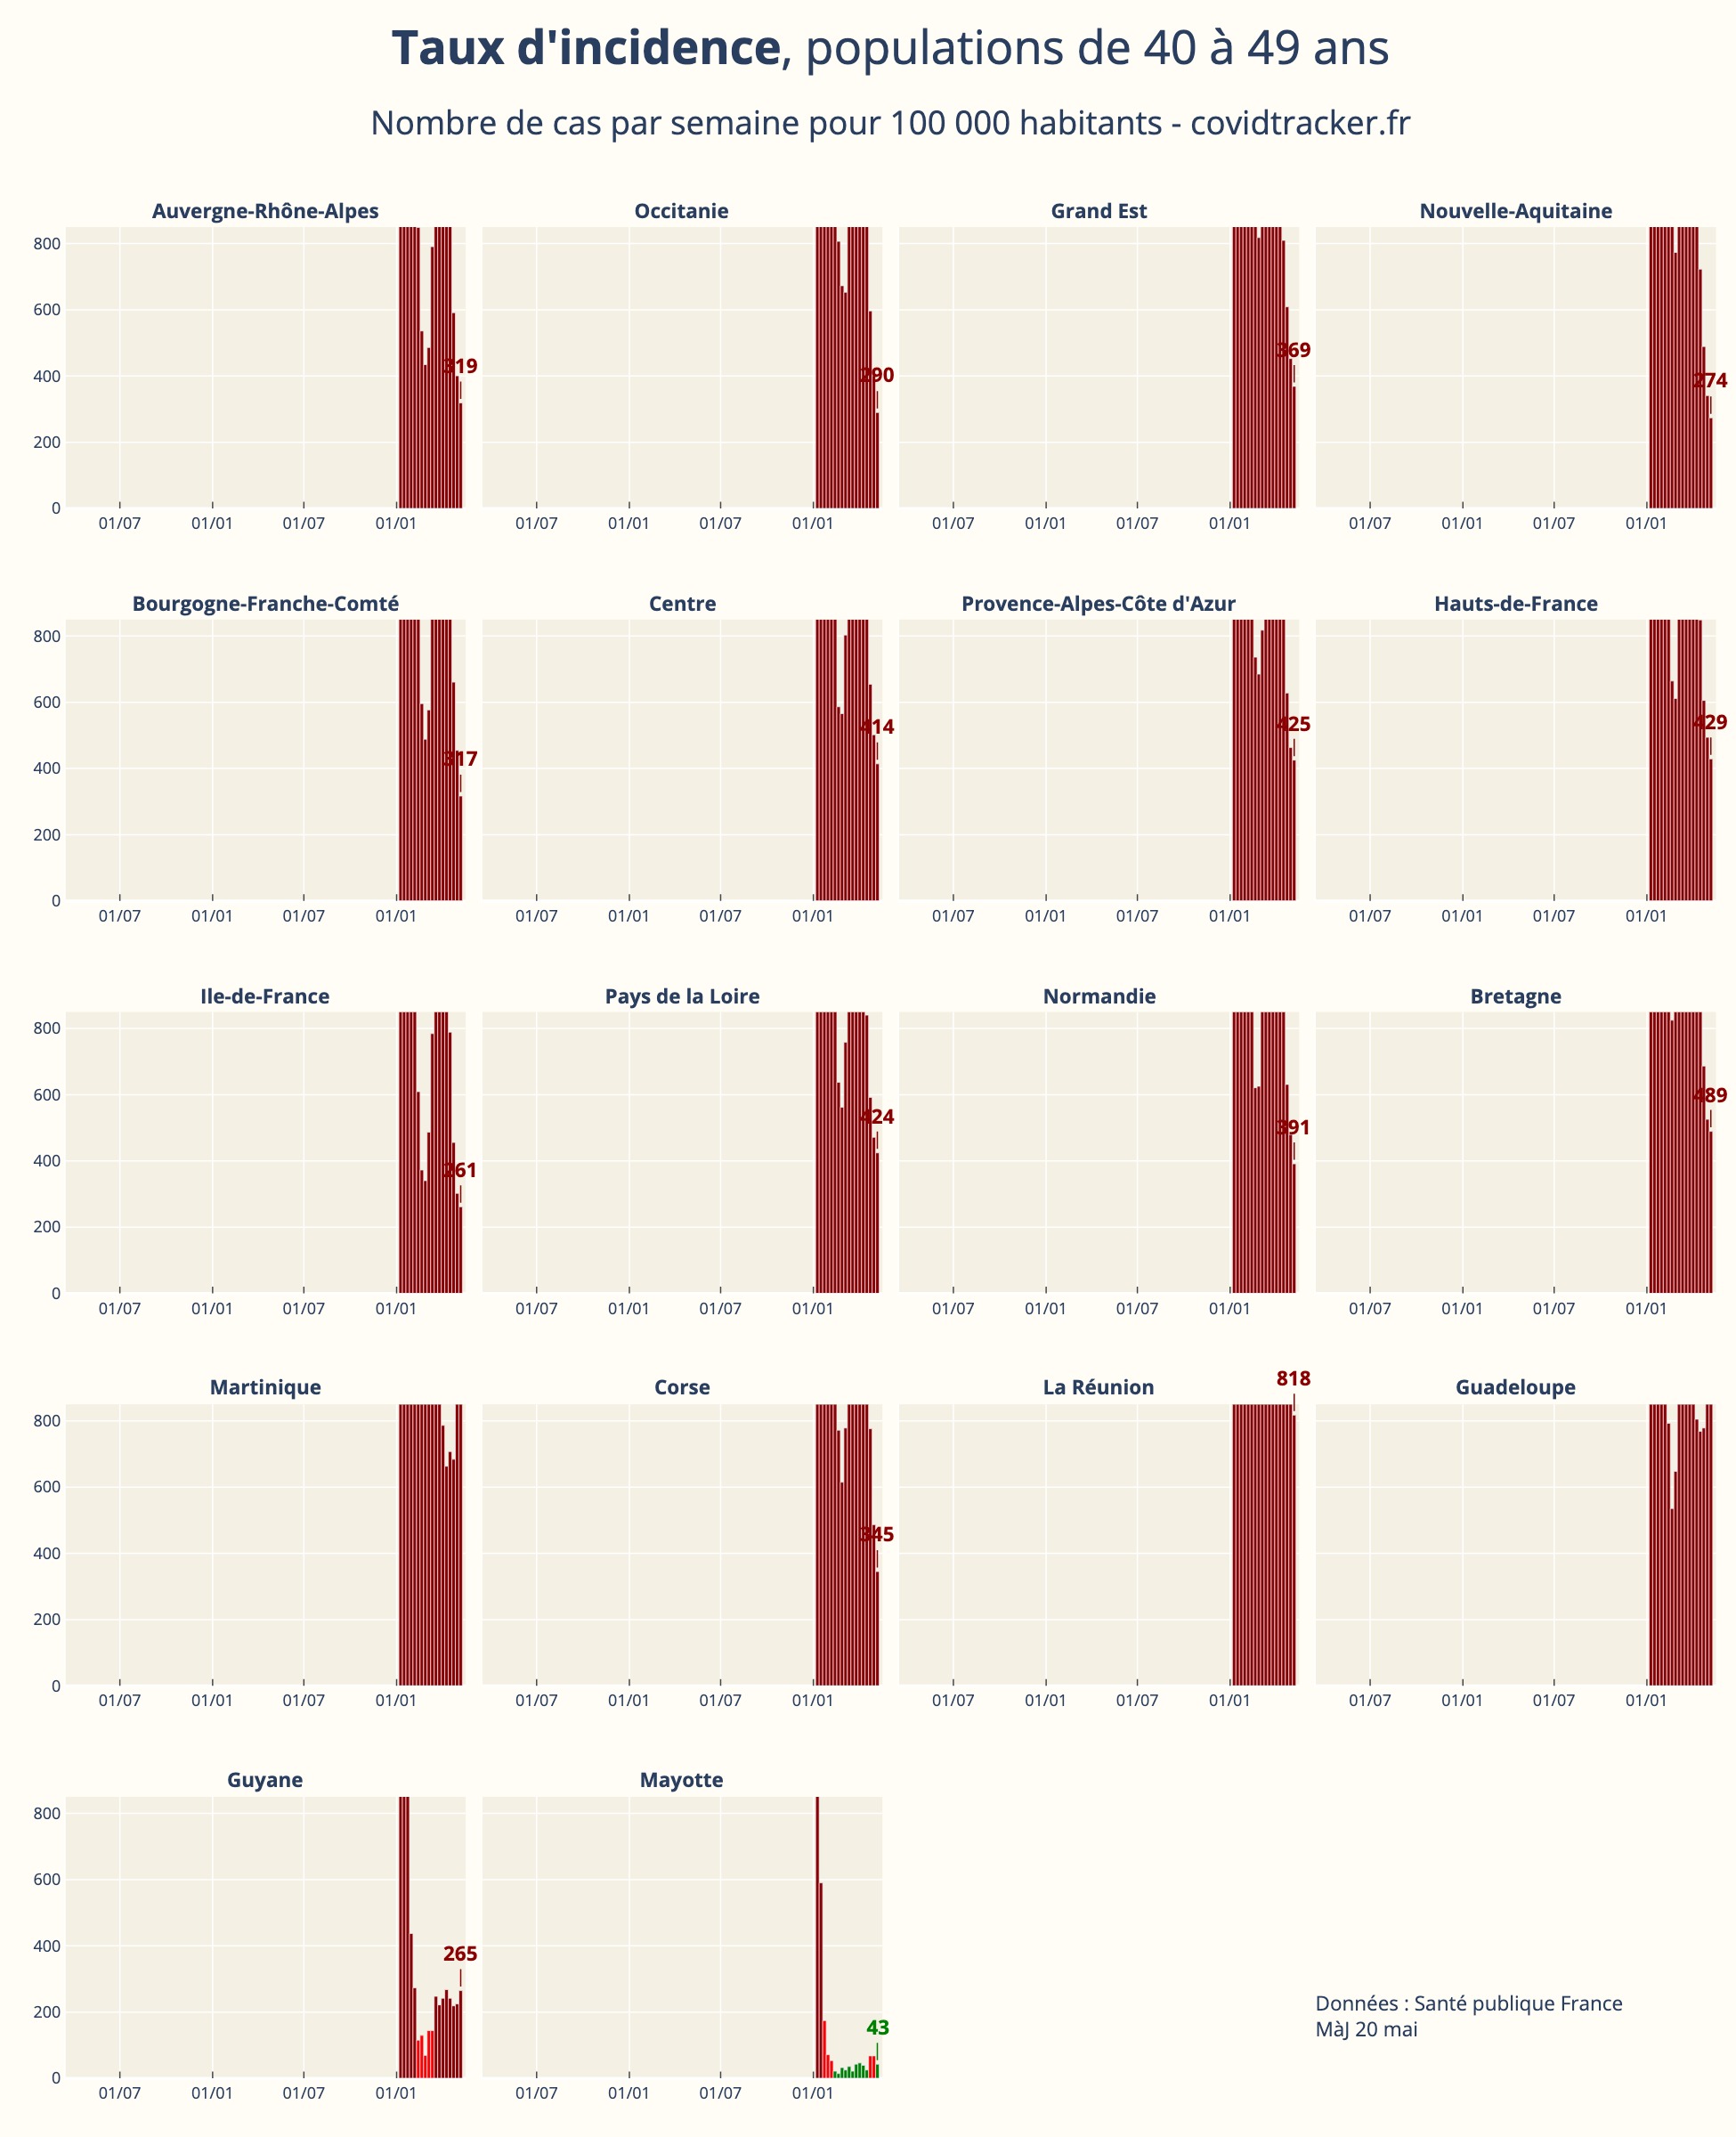 Taux d'incidence, populations de 40 à 49 ans
Nombre de cas par semaine pour 100 000 habitants - covidtracker.fr
Auvergne-Rhône-Alpes
Occitanie
Grand Est
Nouvelle-Aquitaine
800
600
400
200
0
319
290
369
274
01/07 01/01 01/07 01/01
01/07 01/01 01/07 01/01
01/07 01/01 01/07 01/01
01/07 01/01 01/07 01/01
Bourgogne-Franche-Comté
Centre
Provence-Alpes-Côte d'Azur
Hauts-de-France
800
600
400
200
0
317
414
425
429
01/07 01/01 01/07 01/01
01/07 01/01 01/07 01/01
01/07 01/01 01/07 01/01
01/07 01/01 01/07 01/01
Ile-de-France
Pays de la Loire
Normandie
Bretagne
800
600
400
200
0
261
424
391
489
01/07 01/01 01/07 01/01
01/07 01/01 01/07 01/01
01/07 01/01 01/07 01/01
01/07 01/01 01/07 01/01
Martinique
Corse
La Réunion
Guadeloupe
800
600
400
200
0
345
818
01/07 01/01 01/07 01/01
01/07 01/01 01/07 01/01
01/07 01/01 01/07 01/01
01/07 01/01 01/07 01/01
Guyane
Mayotte
800
600
400
200
0
265
43
01/07 01/01 01/07 01/01
01/07 01/01 01/07 01/01
Données : Santé publique France
MàJ 20 mai